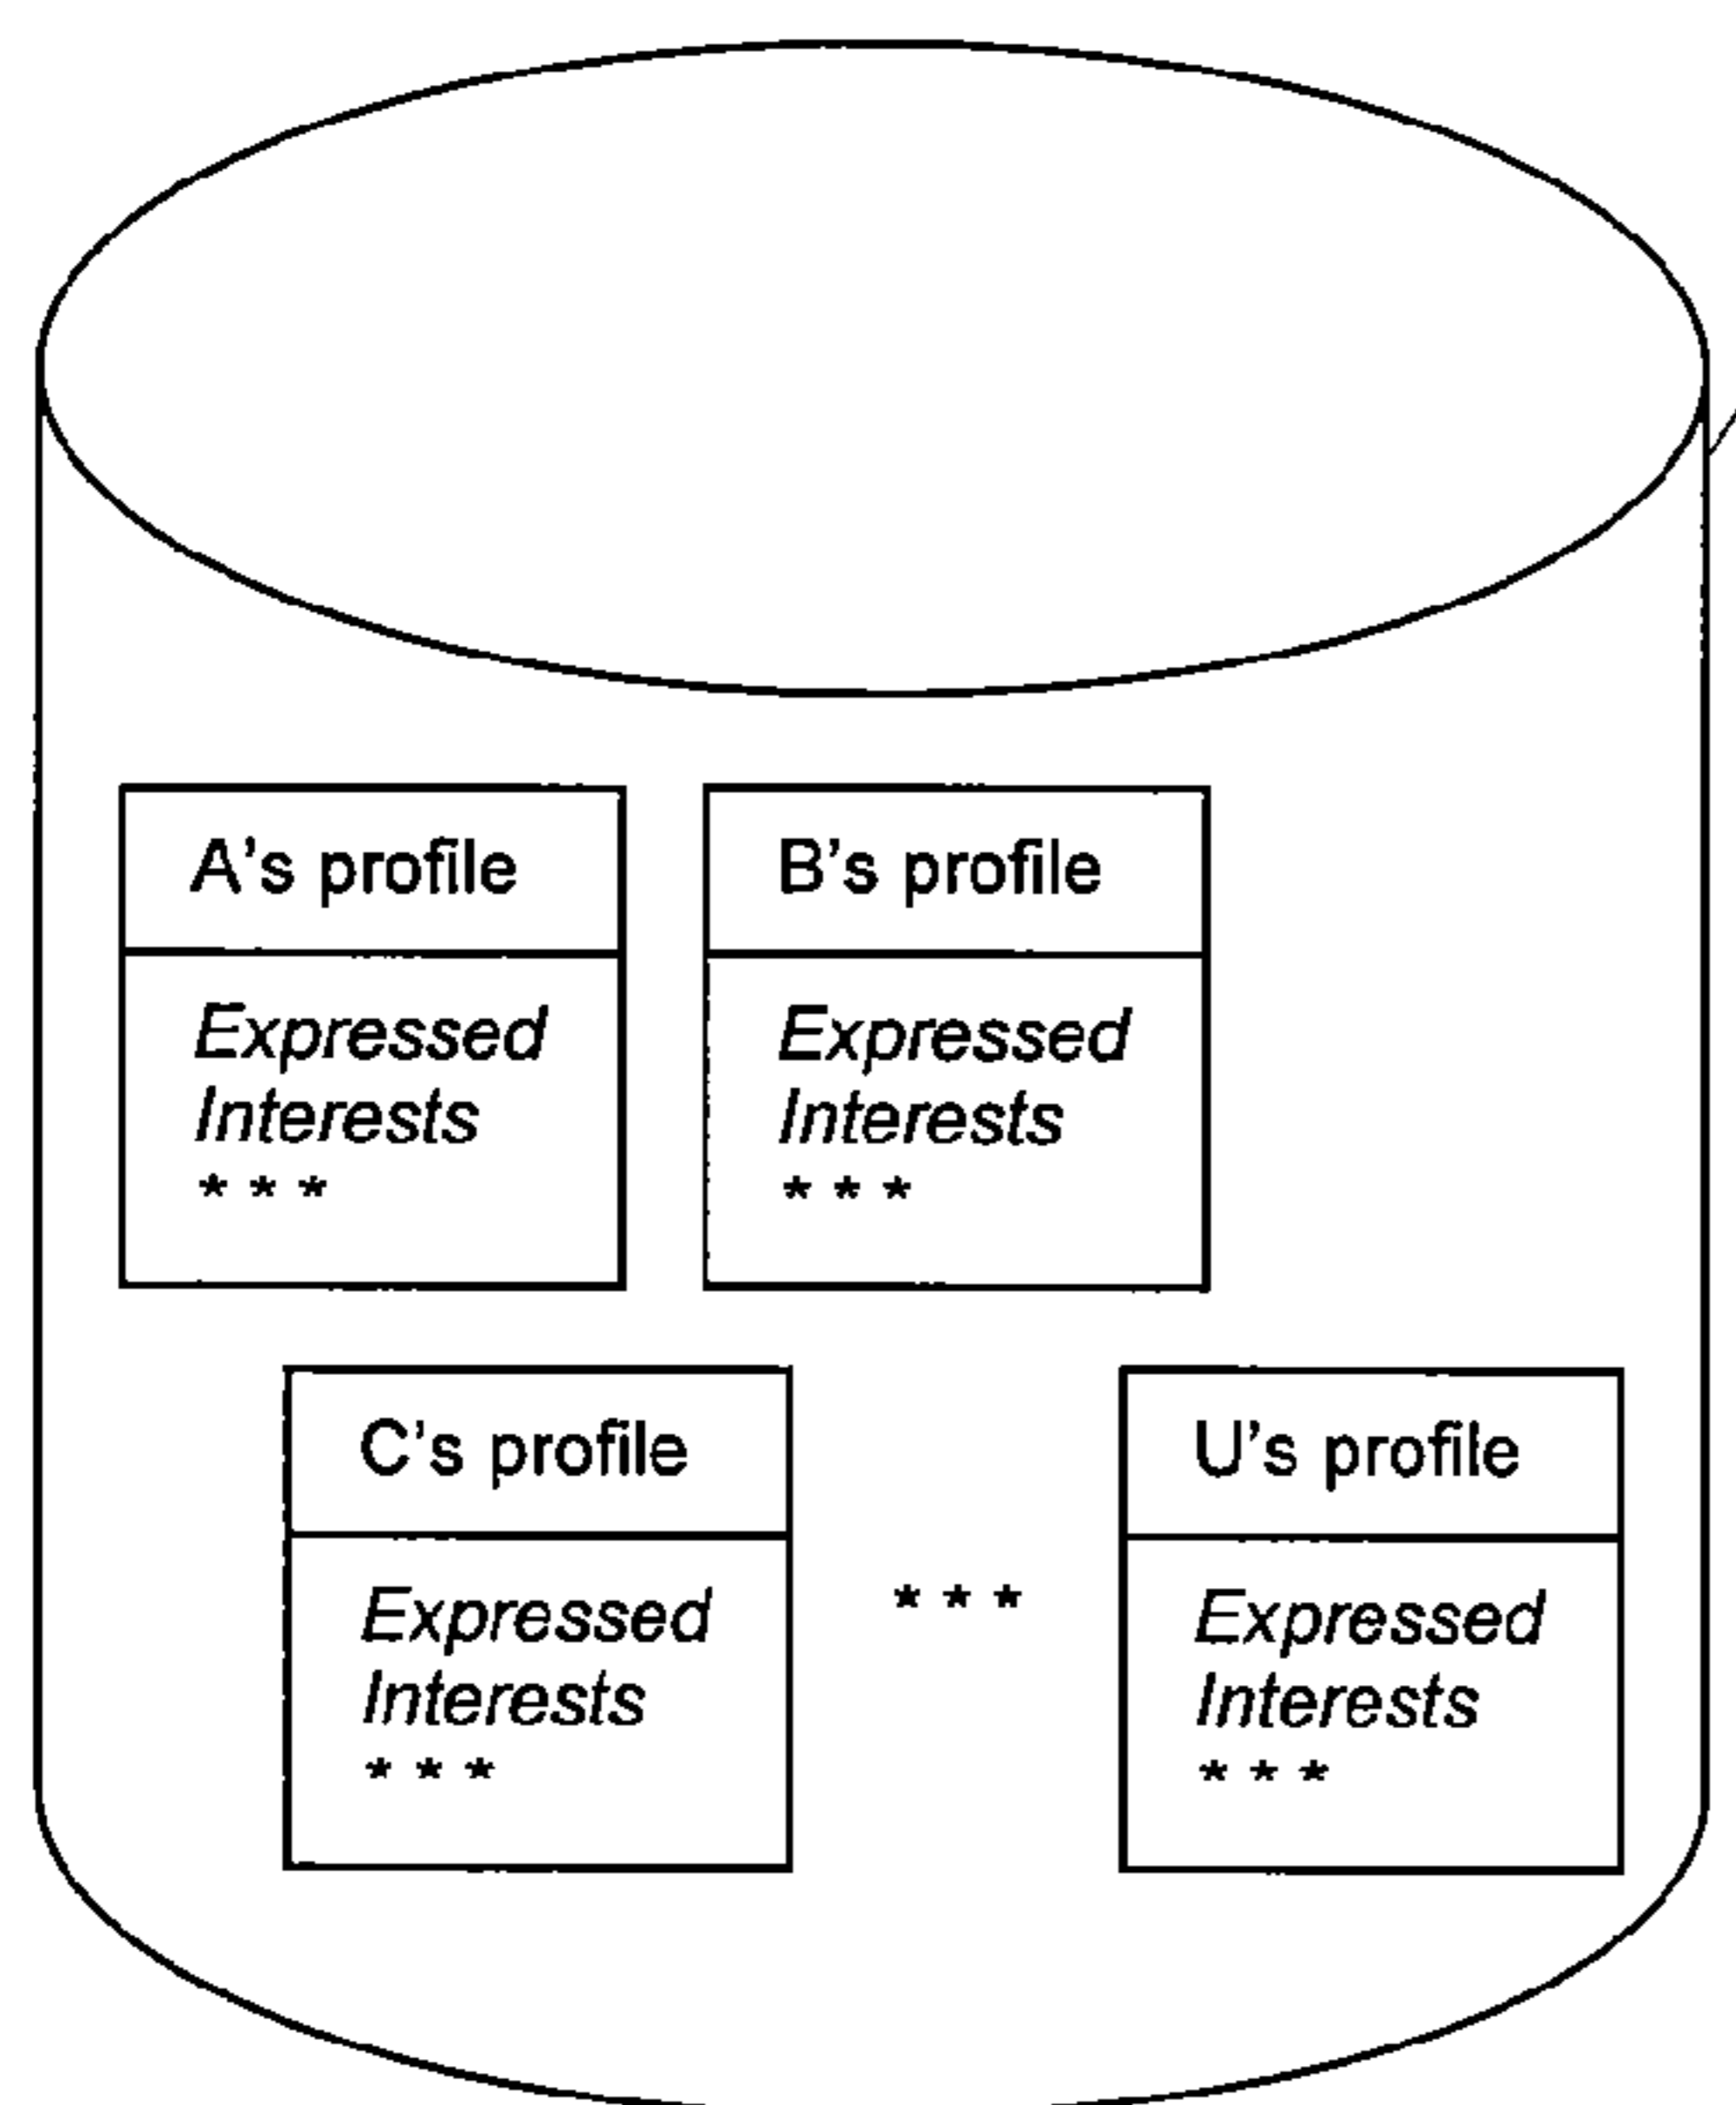 A's profile
Expressed
Interests
* * *
B's profile
Expressed
Interests
* * *
C's profile
Expressed
Interests
* * *
* * *
U's profile
Expressed
Interests
* * *